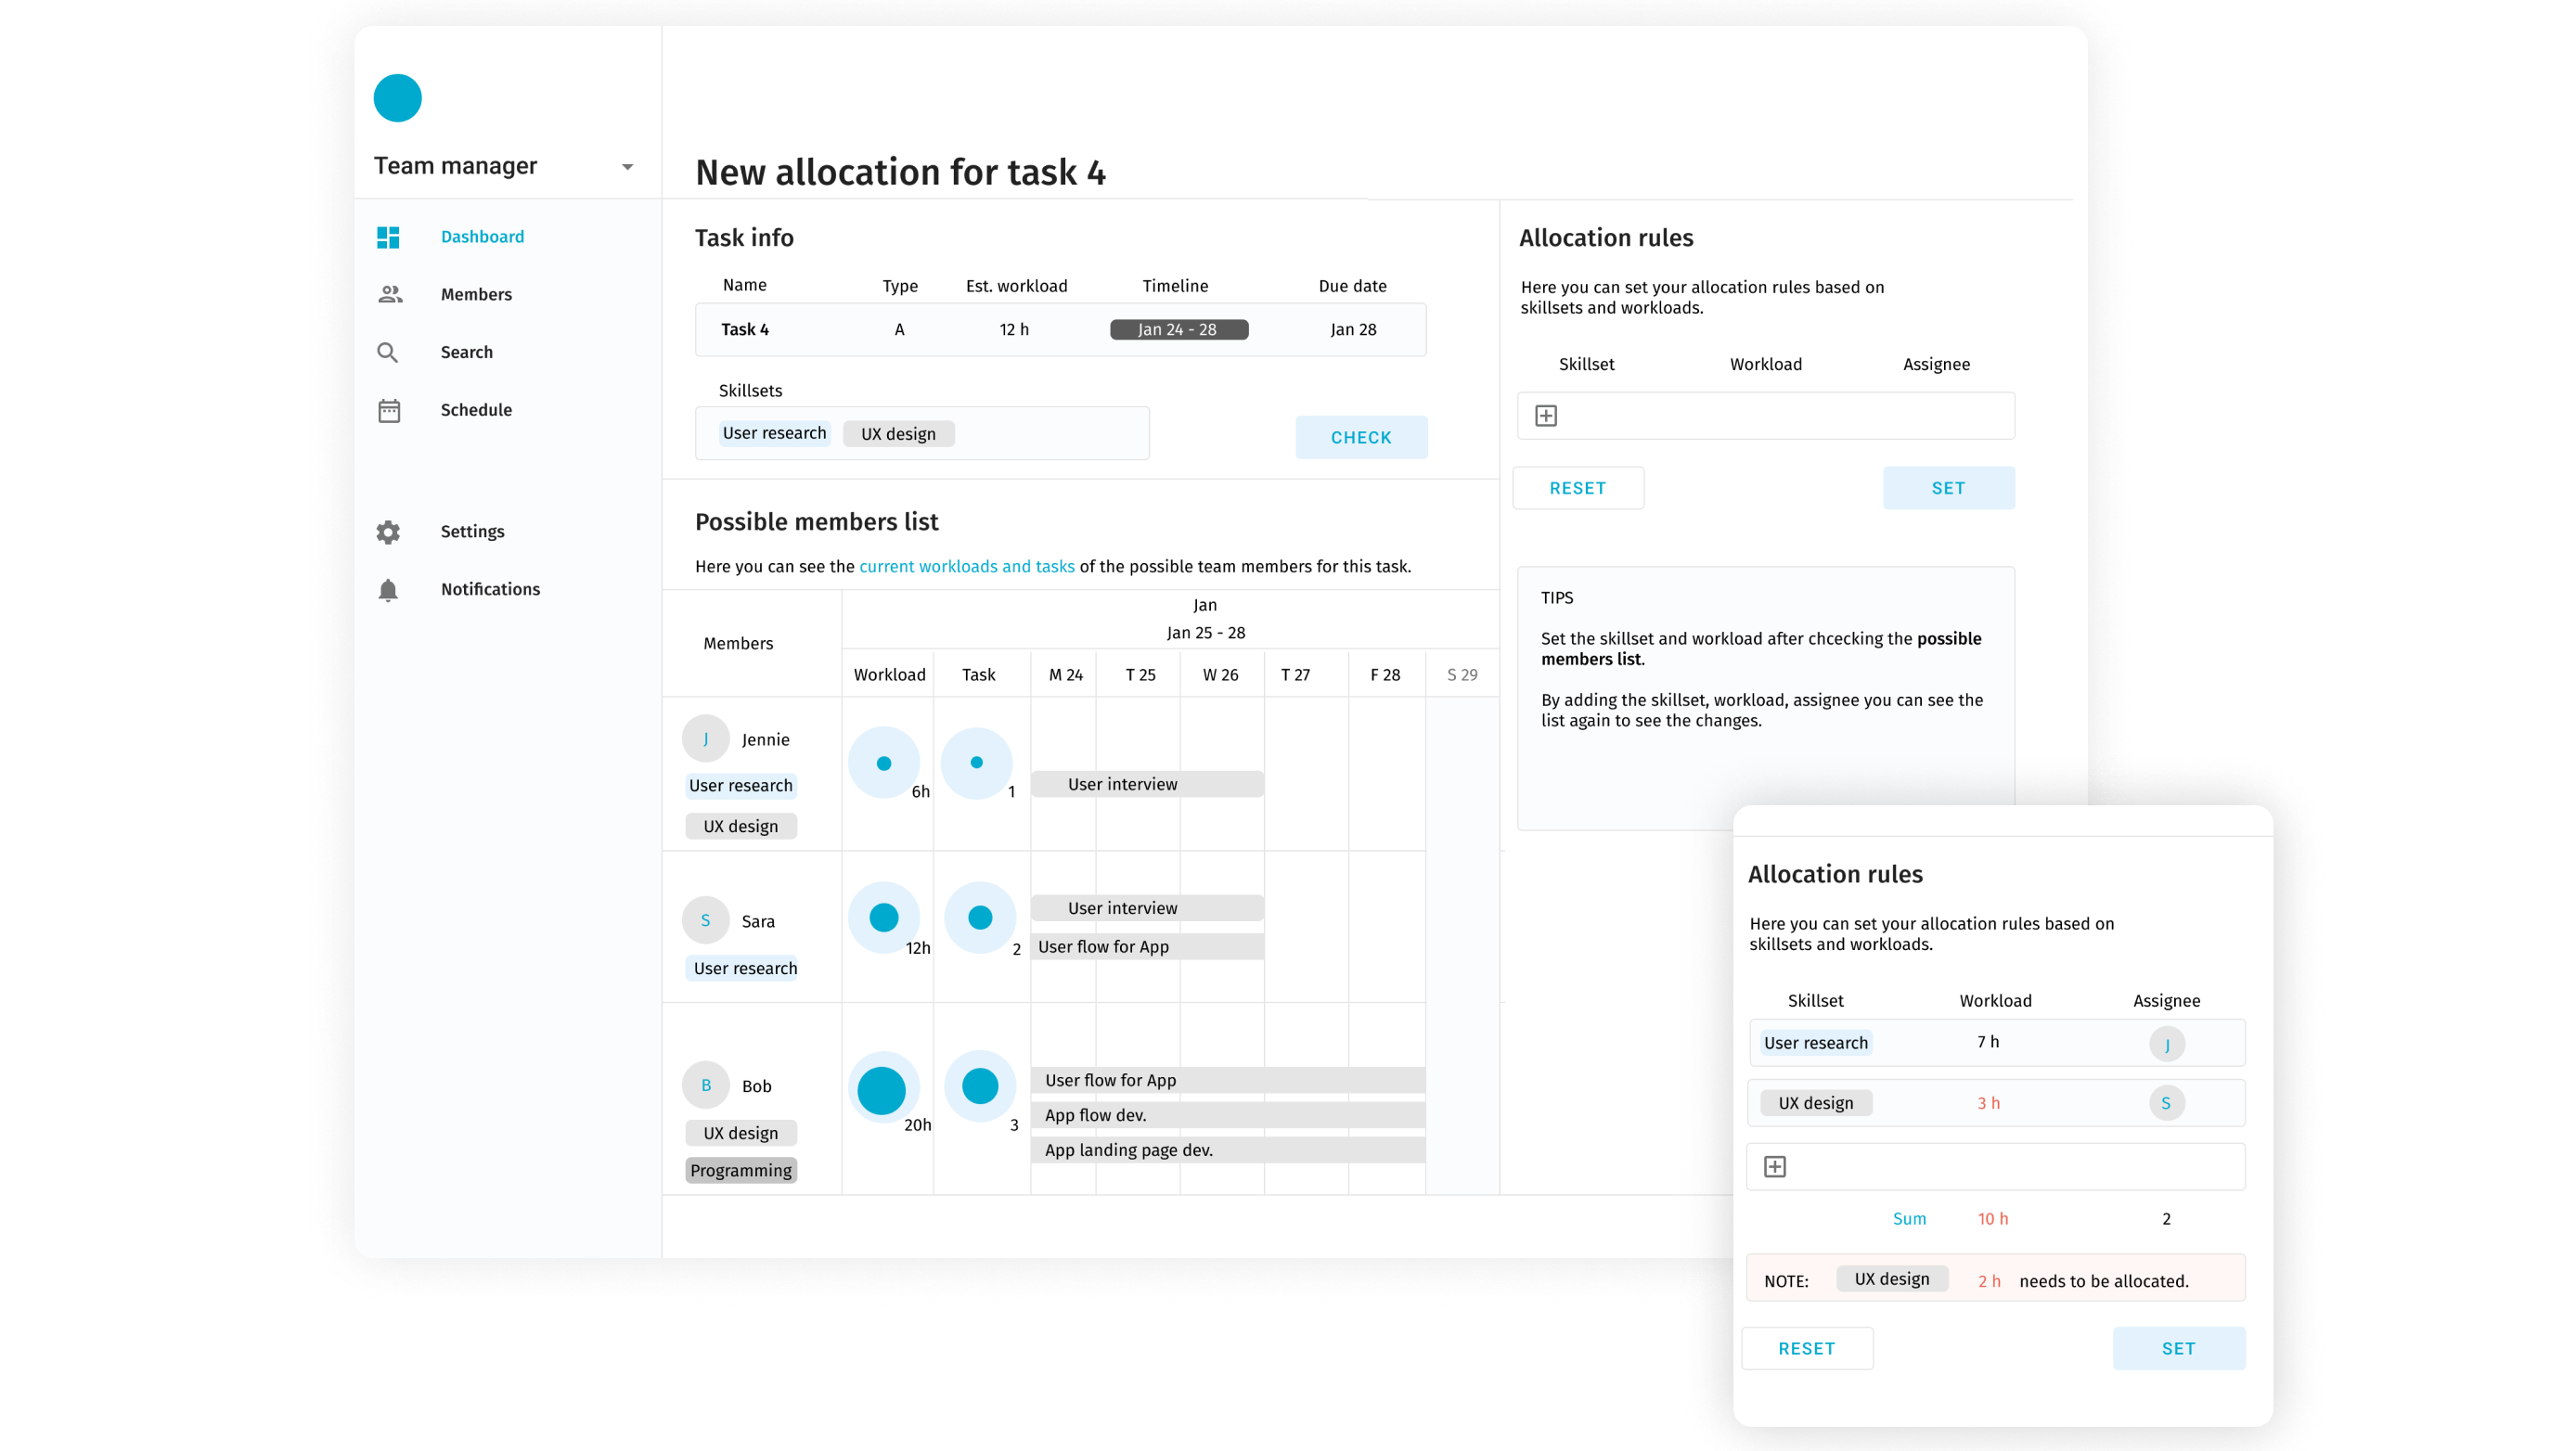 Team manager
Dashboard
Members
Search
Schedule
Settings
Notifications
New allocation for task 4
Task info
Name Type Est. workload Timeline Due date
Task 4 A 12 h Jan 24 - 28 Jan 28
Skillsets
User research UX design
CHECK
Possible members list
Here you can see the current workloads and tasks of the possible team members for this task.
Members
Jan
Jan 25 - 28
Workload Task M 24 T 25 W 26 T 27 F 28 S 29
J Jennie
User research
UX design
6h 1
User interview
S Sara
User research
12h 2
User interview
User flow for App
B Bob
UX design
Programming
20h 3
User flow for App
App flow dev.
App landing page dev.
Allocation rules
Here you can set your allocation rules based on
skillsets and workloads.
Skillset Workload Assignee
RESET SET
TIPS
Set the skillset and workload after chcecking the possible
members list.
By adding the skillset, workload, assignee you can see the
list again to see the changes.
Allocation rules
Here you can set your allocation rules based on
skillsets and workloads.
Skillset Workload Assignee
User research 7 h J
UX design 3 h S
Sum 10 h 2
NOTE: UX design 2 h needs to be allocated.
RESET SET